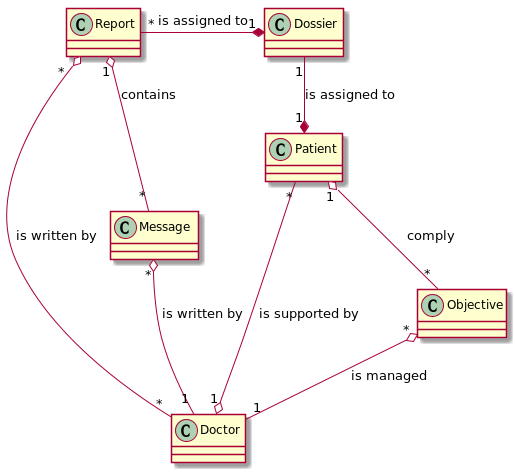 C Report
* is assigned to 1
C Dossier
*
1
1
contains
is assigned to
1
C Patient
* 1
*
C Message
*
is written by
comply
*
C Objective
*
is written by
is supported by
is managed
* 1 1 1
C Doctor